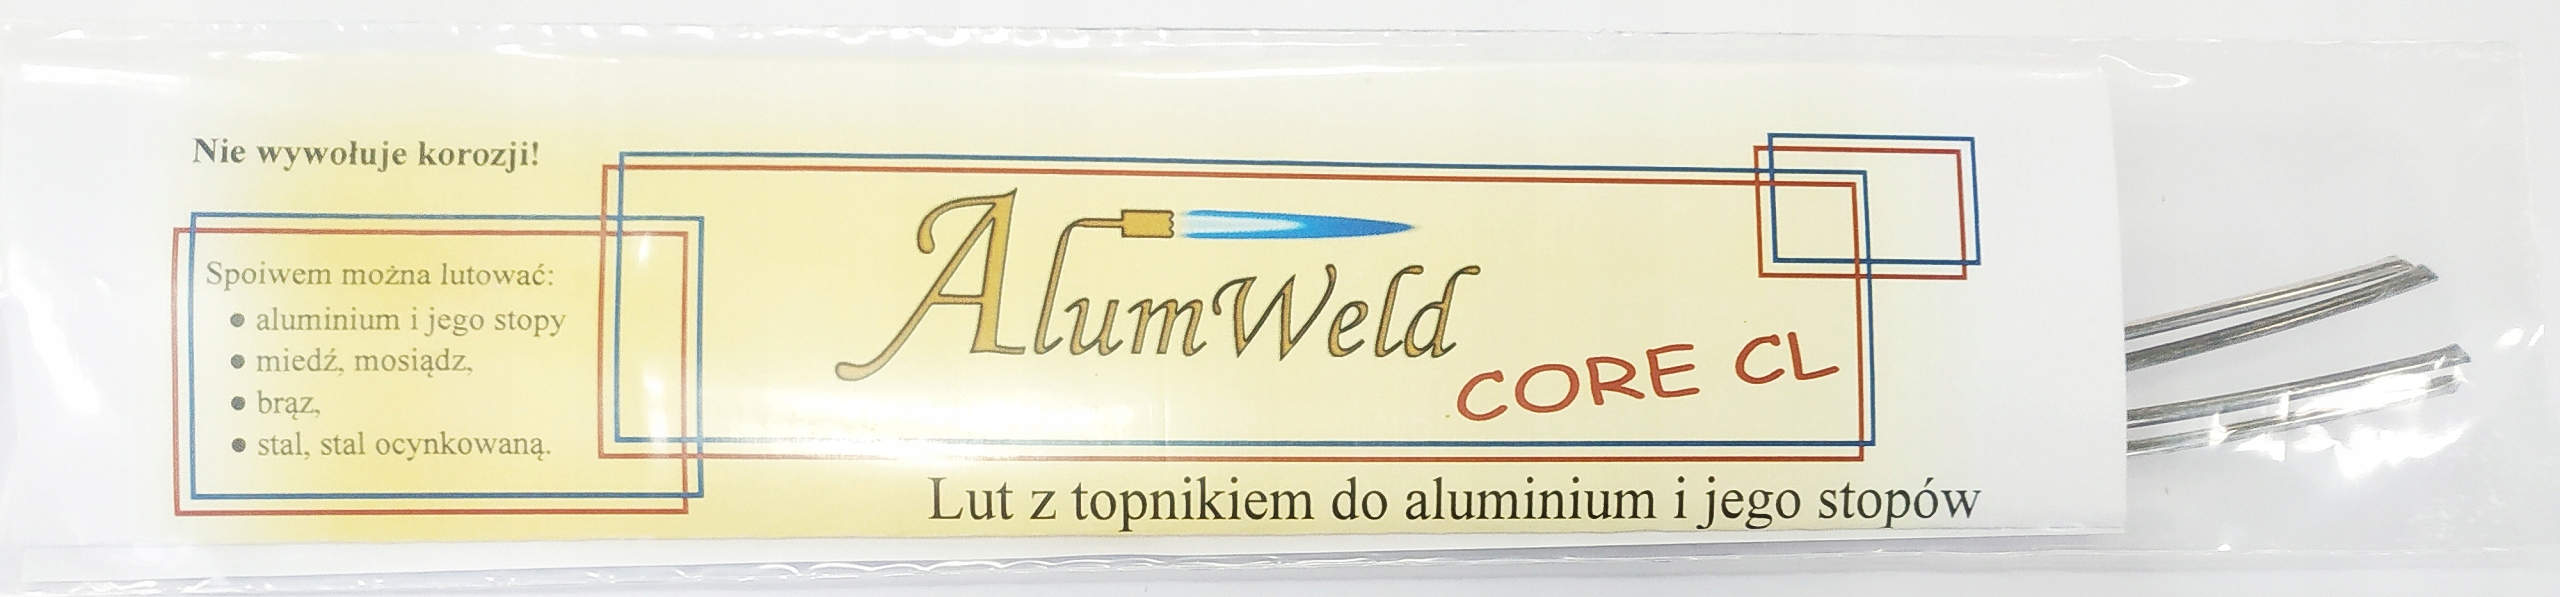 Nie wywołuje korozji!
Spoiwem można lutować:
● aluminium i jego stopy
● miedź, mosiądz,
● brąz,
● stal, stal ocynkowaną.
AlumWeld
CORE CL
Lut z topnikiem do aluminium i jego stopów